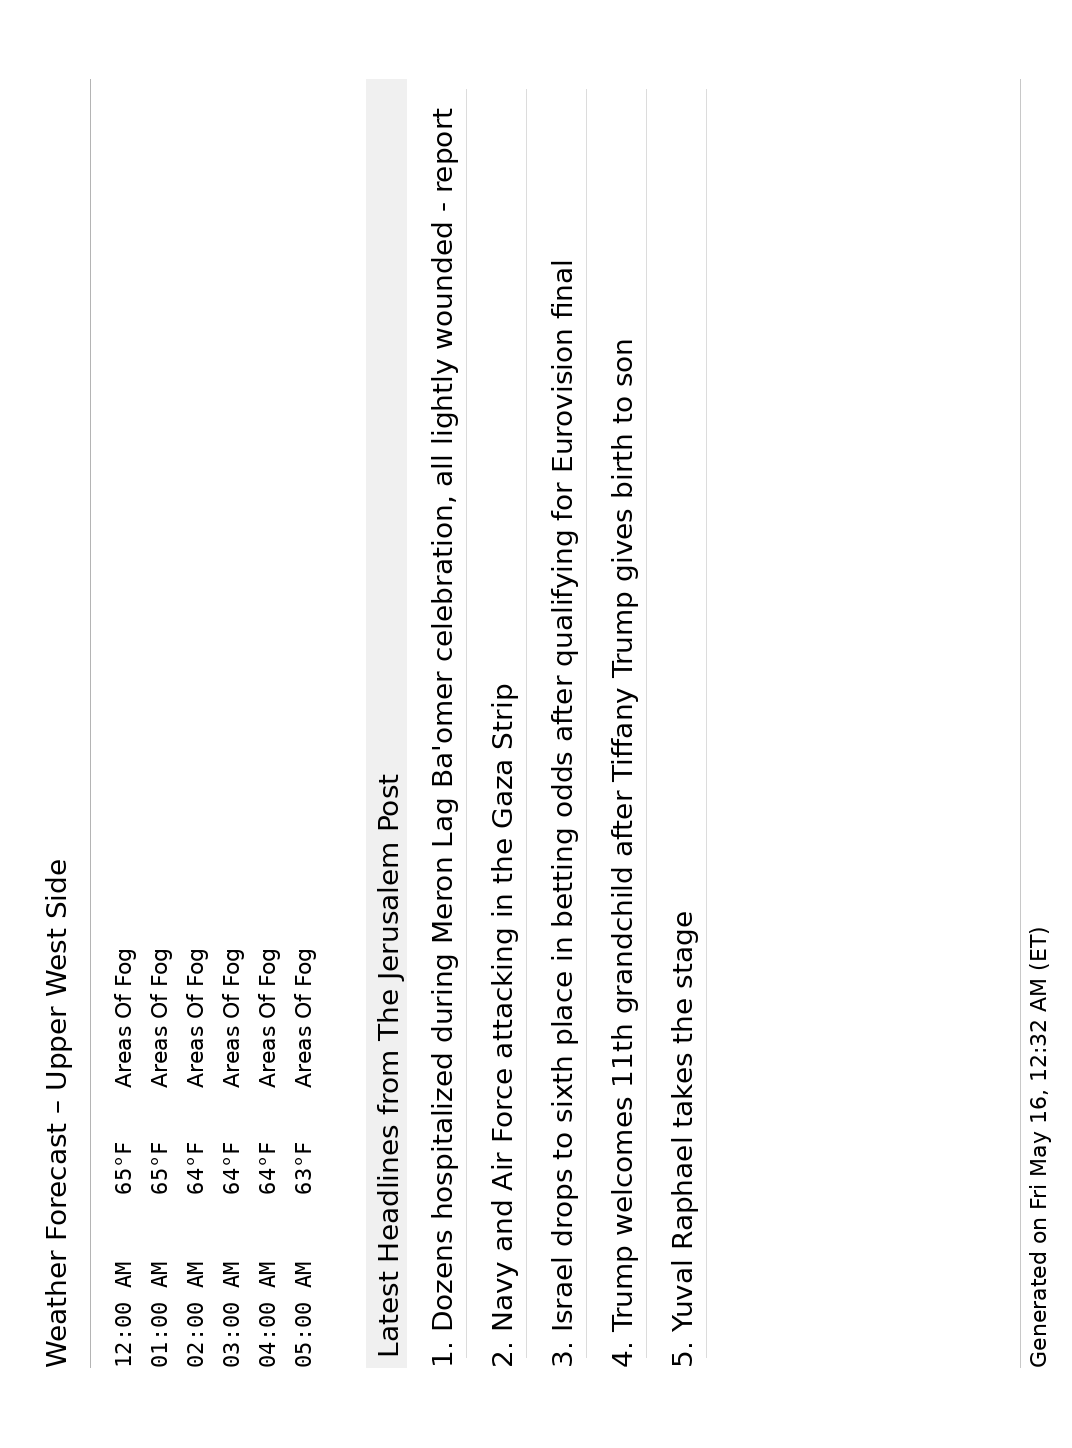 Weather Forecast – Upper West Side
12:00 AM 65°F Areas Of Fog
01:00 AM 65°F Areas Of Fog
02:00 AM 64°F Areas Of Fog
03:00 AM 64°F Areas Of Fog
04:00 AM 64°F Areas Of Fog
05:00 AM 63°F Areas Of Fog
Latest Headlines from The Jerusalem Post
1. Dozens hospitalized during Meron Lag Ba'omer celebration, all lightly wounded - report
2. Navy and Air Force attacking in the Gaza Strip
3. Israel drops to sixth place in betting odds after qualifying for Eurovision final
4. Trump welcomes 11th grandchild after Tiffany Trump gives birth to son
5. Yuval Raphael takes the stage
Generated on Fri May 16, 12:32 AM (ET)